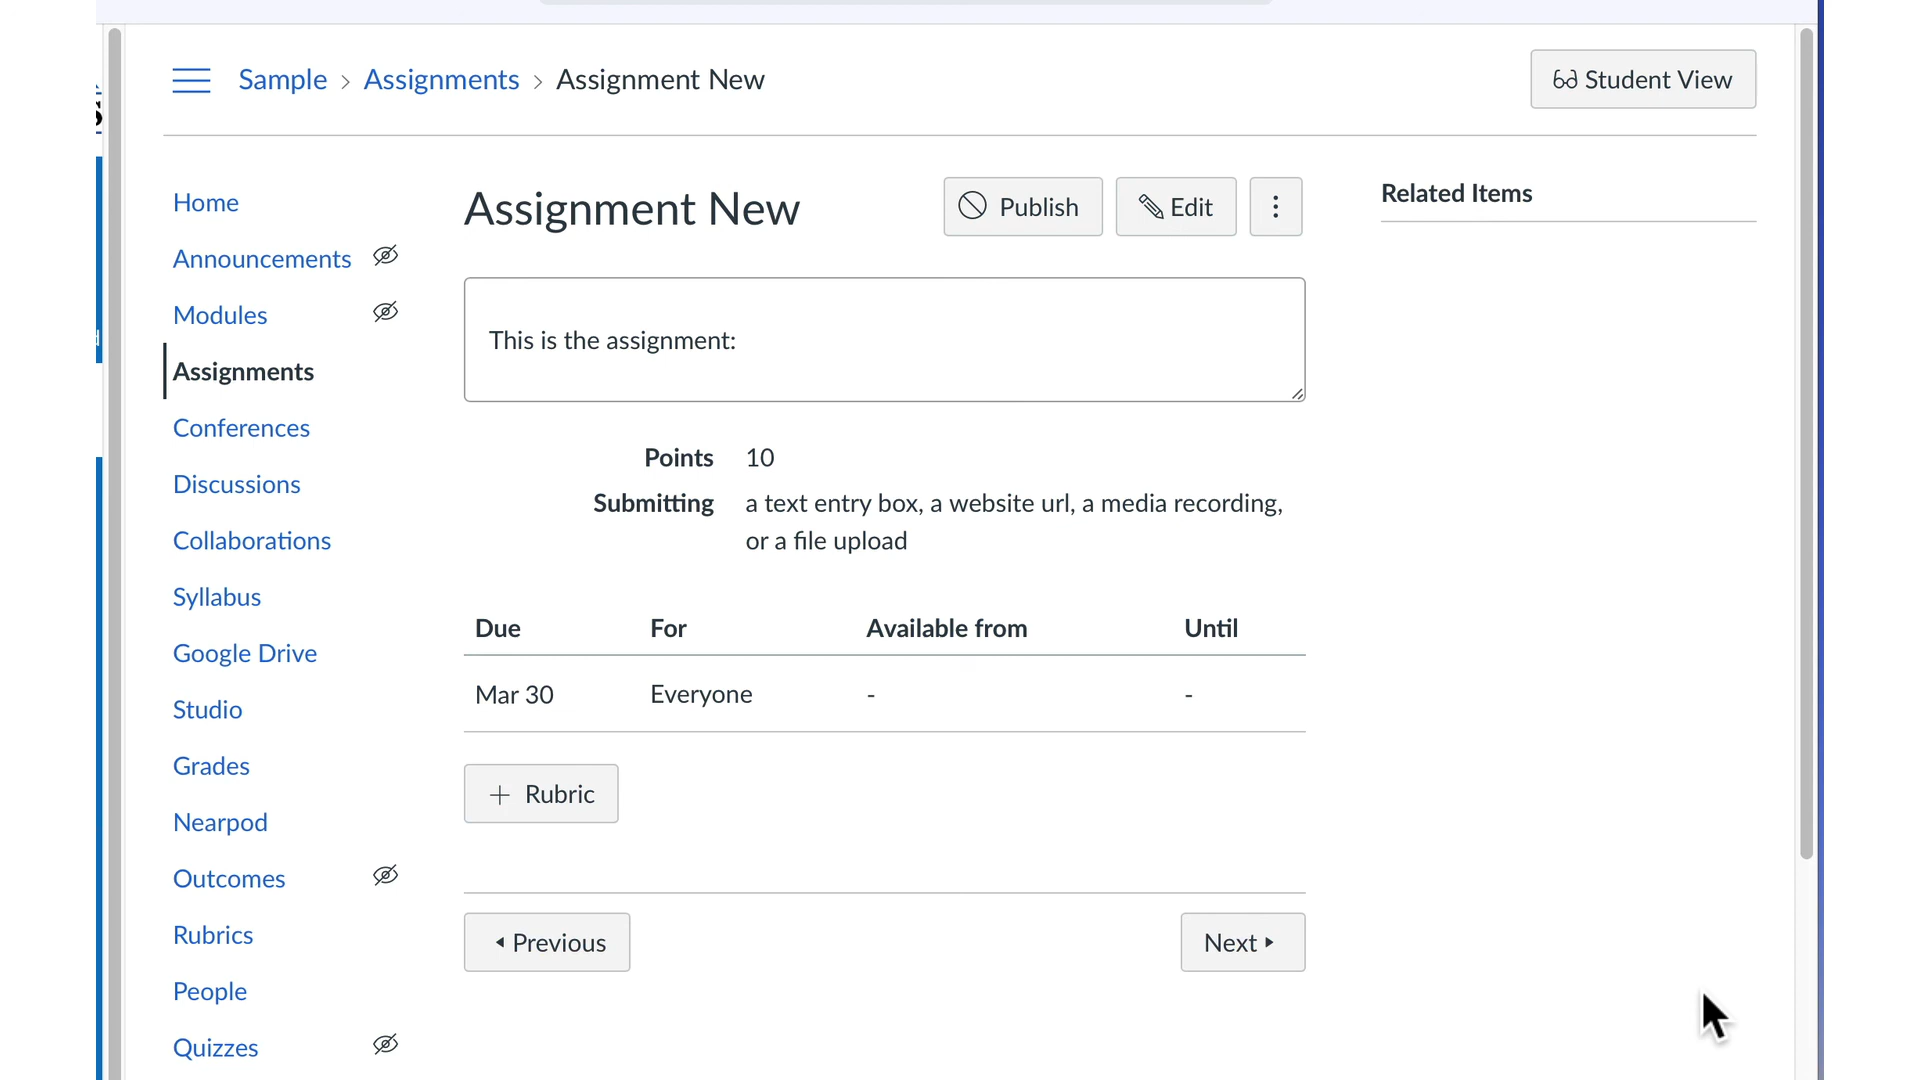 Sample > Assignments > Assignment New
Student View
Home
Announcements
Modules
Assignments
Conferences
Discussions
Collaborations
Syllabus
Google Drive
Studio
Grades
Nearpod
Outcomes
Rubrics
People
Quizzes
Assignment New
Publish
Edit
This is the assignment:
Points 10
Submitting a text entry box, a website url, a media recording,
or a file upload
Due For Available from Until
Mar 30 Everyone - -
+ Rubric
Previous
Next
Related Items